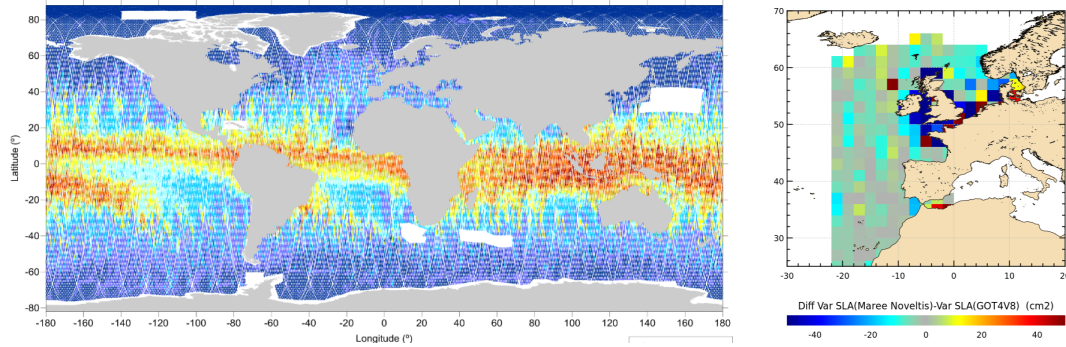 80
60
40
20
0
-20
-40
-60
-80
Latitude (º)
-180 -160 -140 -120 -100 -80 -60 -40 -20 0 20 40 60 80 100 120 140 160 180
Longitude (º)
70
60
50
40
30
-30 -20 -10 0 10 20
Diff Var SLA(Maree Noveltis)-Var SLA(GOT4V8) (cm2)
-40 -20 0 20 40